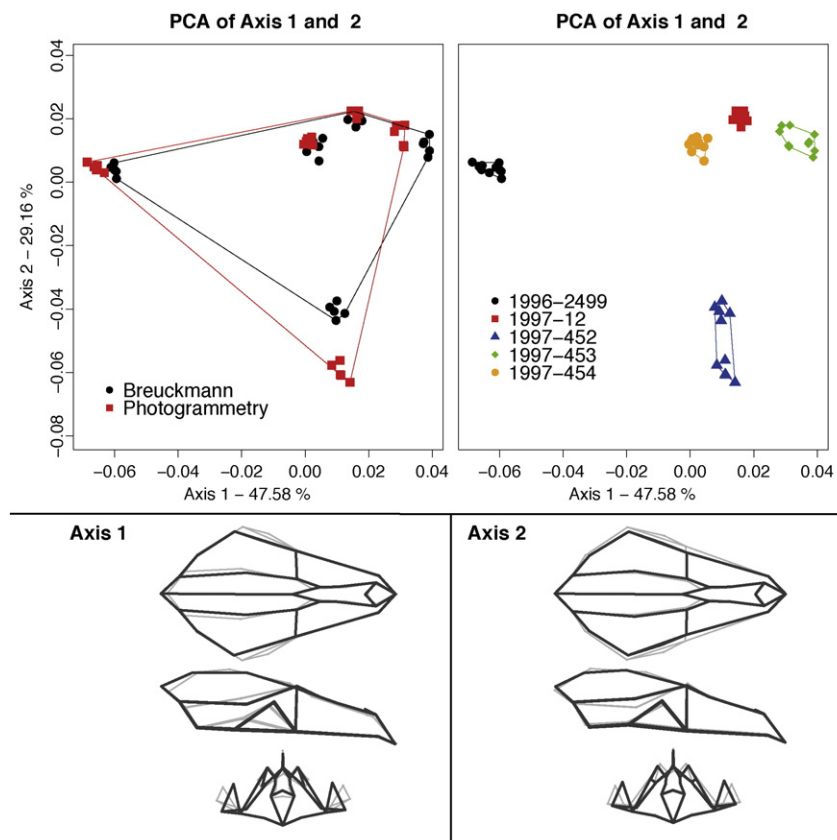 PCA of Axis 1 and 2
PCA of Axis 1 and 2
Axis 2 − 29.16 %
0.04
0.02
0.00
−0.02
−0.04
−0.06
−0.08
Breuckmann
Photogrammetry
1996−2499
1997−12
1997−452
1997−453
1997−454
−0.06 −0.04 −0.02 0.00 0.02 0.04
Axis 1 − 47.58 %
−0.06 −0.04 −0.02 0.00 0.02 0.04
Axis 1 − 47.58 %
Axis 1
Axis 2